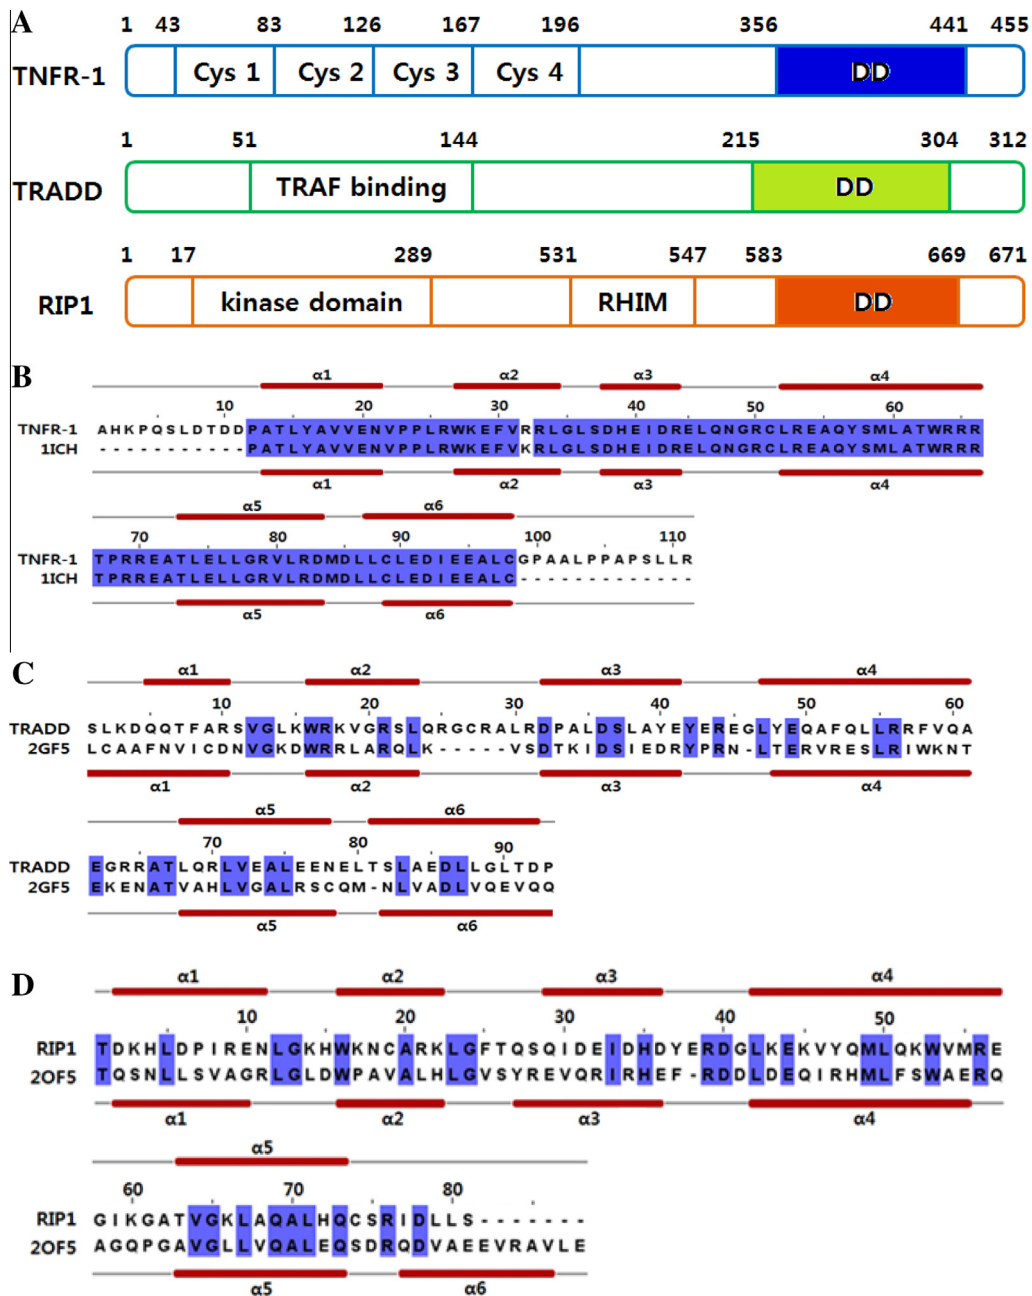 A
1 43 83 126 167 196 356 441 455
TNFR-1 Cys 1 Cys 2 Cys 3 Cys 4 DD
1 51 144 215 304 312
TRADD TRAF binding DD
1 17 289 531 547 583 669 671
RIP1 kinase domain RHIM DD
B
α1 α2 α3 α4
10 20 30 40 50 60
TNFR-1 AHKPQSLDTDDPATLYAVVENVPPLRWKEFVRRLGLSDHEIDRELQNGRCLREAQYSMLATWRRR
1ICH - - - - - - - - - - - PATLYAVVENVPPLRWKEFVKRLGLSDHEIDRELQNGRCLREAQYSMLATWRRR
α1 α2 α3 α4
α5 α6
70 80 90 100 110
TNFR-1 TPRREATLELLGRVLRDMDLLCLEDIEEALCGPAALPPAPSLLR
1ICH TPRREATLELLGRVLRDMDLLCLEDIEEALC - - - - - - - - - - - - -
α5 α6
C
α1 α2 α3 α4
10 20 30 40 50 60
TRADD SLKDQQTFARSVGLKWRKVGRSLQRGCRALRDPALDSLAYEYEREGLYEQAFQLLRRFVQA
2GF5 LCAAFNVICDNVGKDWRRLARQLK-----VSDTKIDSIEDRYPRN-LTERVRESLRIWKNT
α1 α2 α3 α4
α5 α6
70 80 90
TRADD EGRRATLQRLVEALEENELTSLAEDLLGLTDP
2GF5 EKENATVAHLVGALRSCQM-NLVADLVQEVQQ
α5 α6
D
α1 α2 α3 α4
10 20 30 40 50
RIP1 TDKHLDPIRENLGKHWKNCARKLGFTQSQIDEIDHDYERDGLKEKVYQMLQKWVMRE
2OF5 TQSNLLSVAGRLGLDWPAVALHLGVSYREVQRIRHEF-RDDLDEQIRHMLFSWAERQ
α1 α2 α3 α4
α5
60 70 80
RIP1 GIKGATVGKLAQALHQCSRIDLLS-------
2OF5 AGQPGAVGLLVQALEQSDRQDVAEEVRAVLE
α5 α6